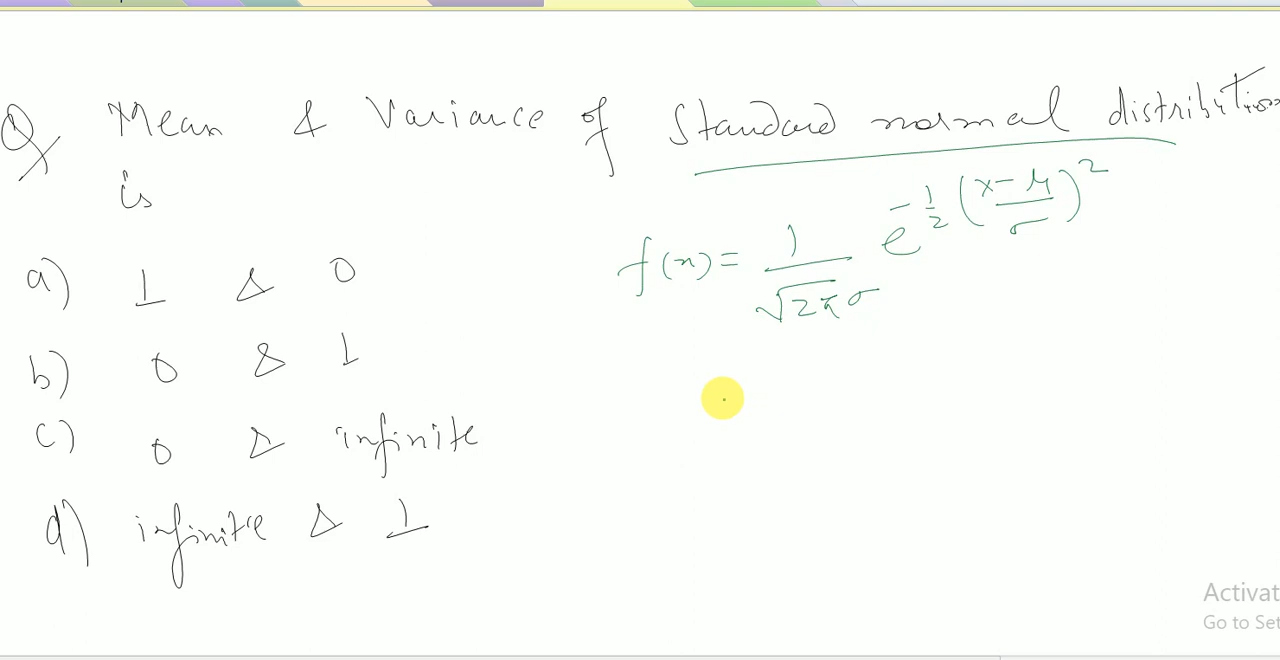 Q Mean & Variance of Standard normal distribution
is
f(x) = 1/√2πσ e^-1/2 (x-μ/σ)^2
a) 1 & 0
b) 0 & 1
c) 0 & infinite
d) infinite & 1
Activat
Go to Set